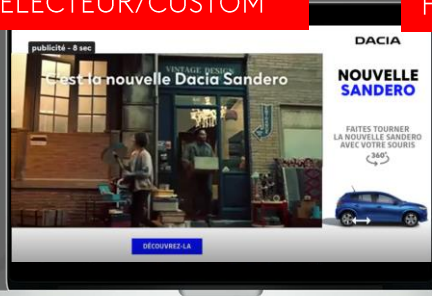 ELECTEUR/CUSTOM
publicité - 8 sec
VINTAGE DESIGN
C'est la nouvelle Dacia Sandero
DÉCOUVREZ-LA
DACIA
NOUVELLE
SANDERO
FAITES TOURNER
LA NOUVELLE SANDERO
AVEC VOTRE SOURIS
360°